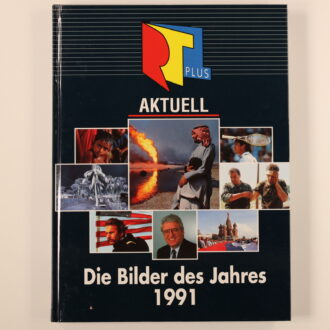 RTL
PLUS
AKTUELL
Die Bilder des Jahres
1991